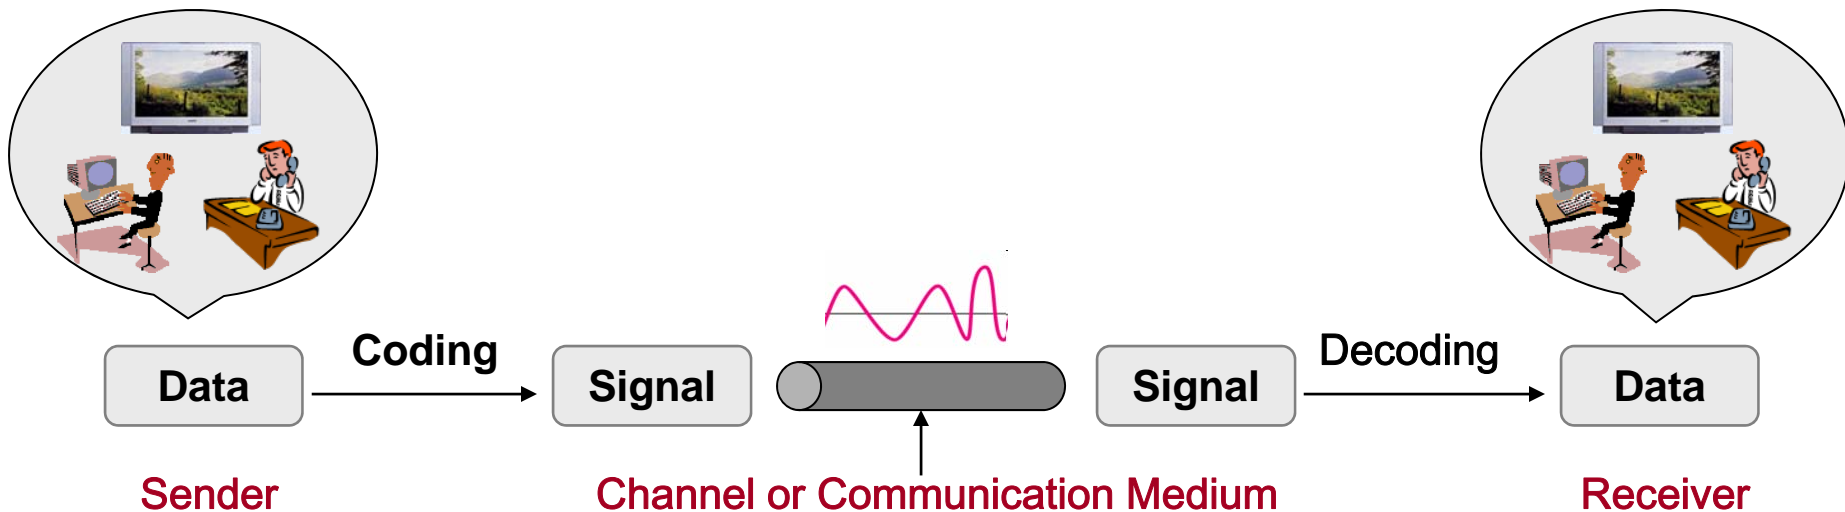 Coding
Decoding
Data
Signal
Signal
Data
Sender
Channel or Communication Medium
Receiver